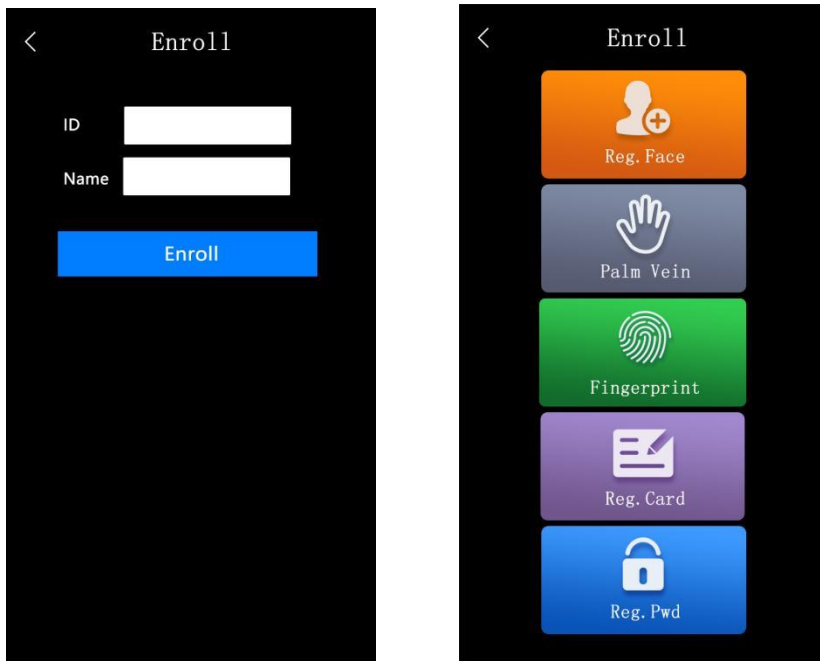 Enroll
ID
Name
Enroll
Enroll
Reg.Face
Palm Vein
Fingerprint
Reg.Card
Reg.Pwd